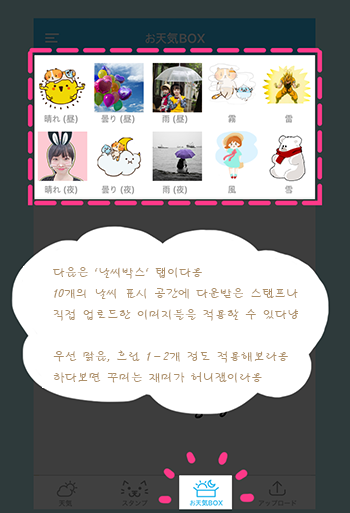 お天気BOX
晴れ (昼) 曇り (昼) 雨 (昼) 霧 雷
晴れ (夜) 曇り (夜) 雨 (夜) 風 雪
다음은 '날씨박스' 탭이다옹
10개의 날씨 표시 공간에 다운받은 스탬프나
직접 업로드한 이미지들을 적용할 수 있다냥
우선 맑음, 흐림 1-2개 정도 적용해보라옹
하다보면 꾸미는 재미가 허니잼이라옹
天気 スタンプ お天気BOX アップロード